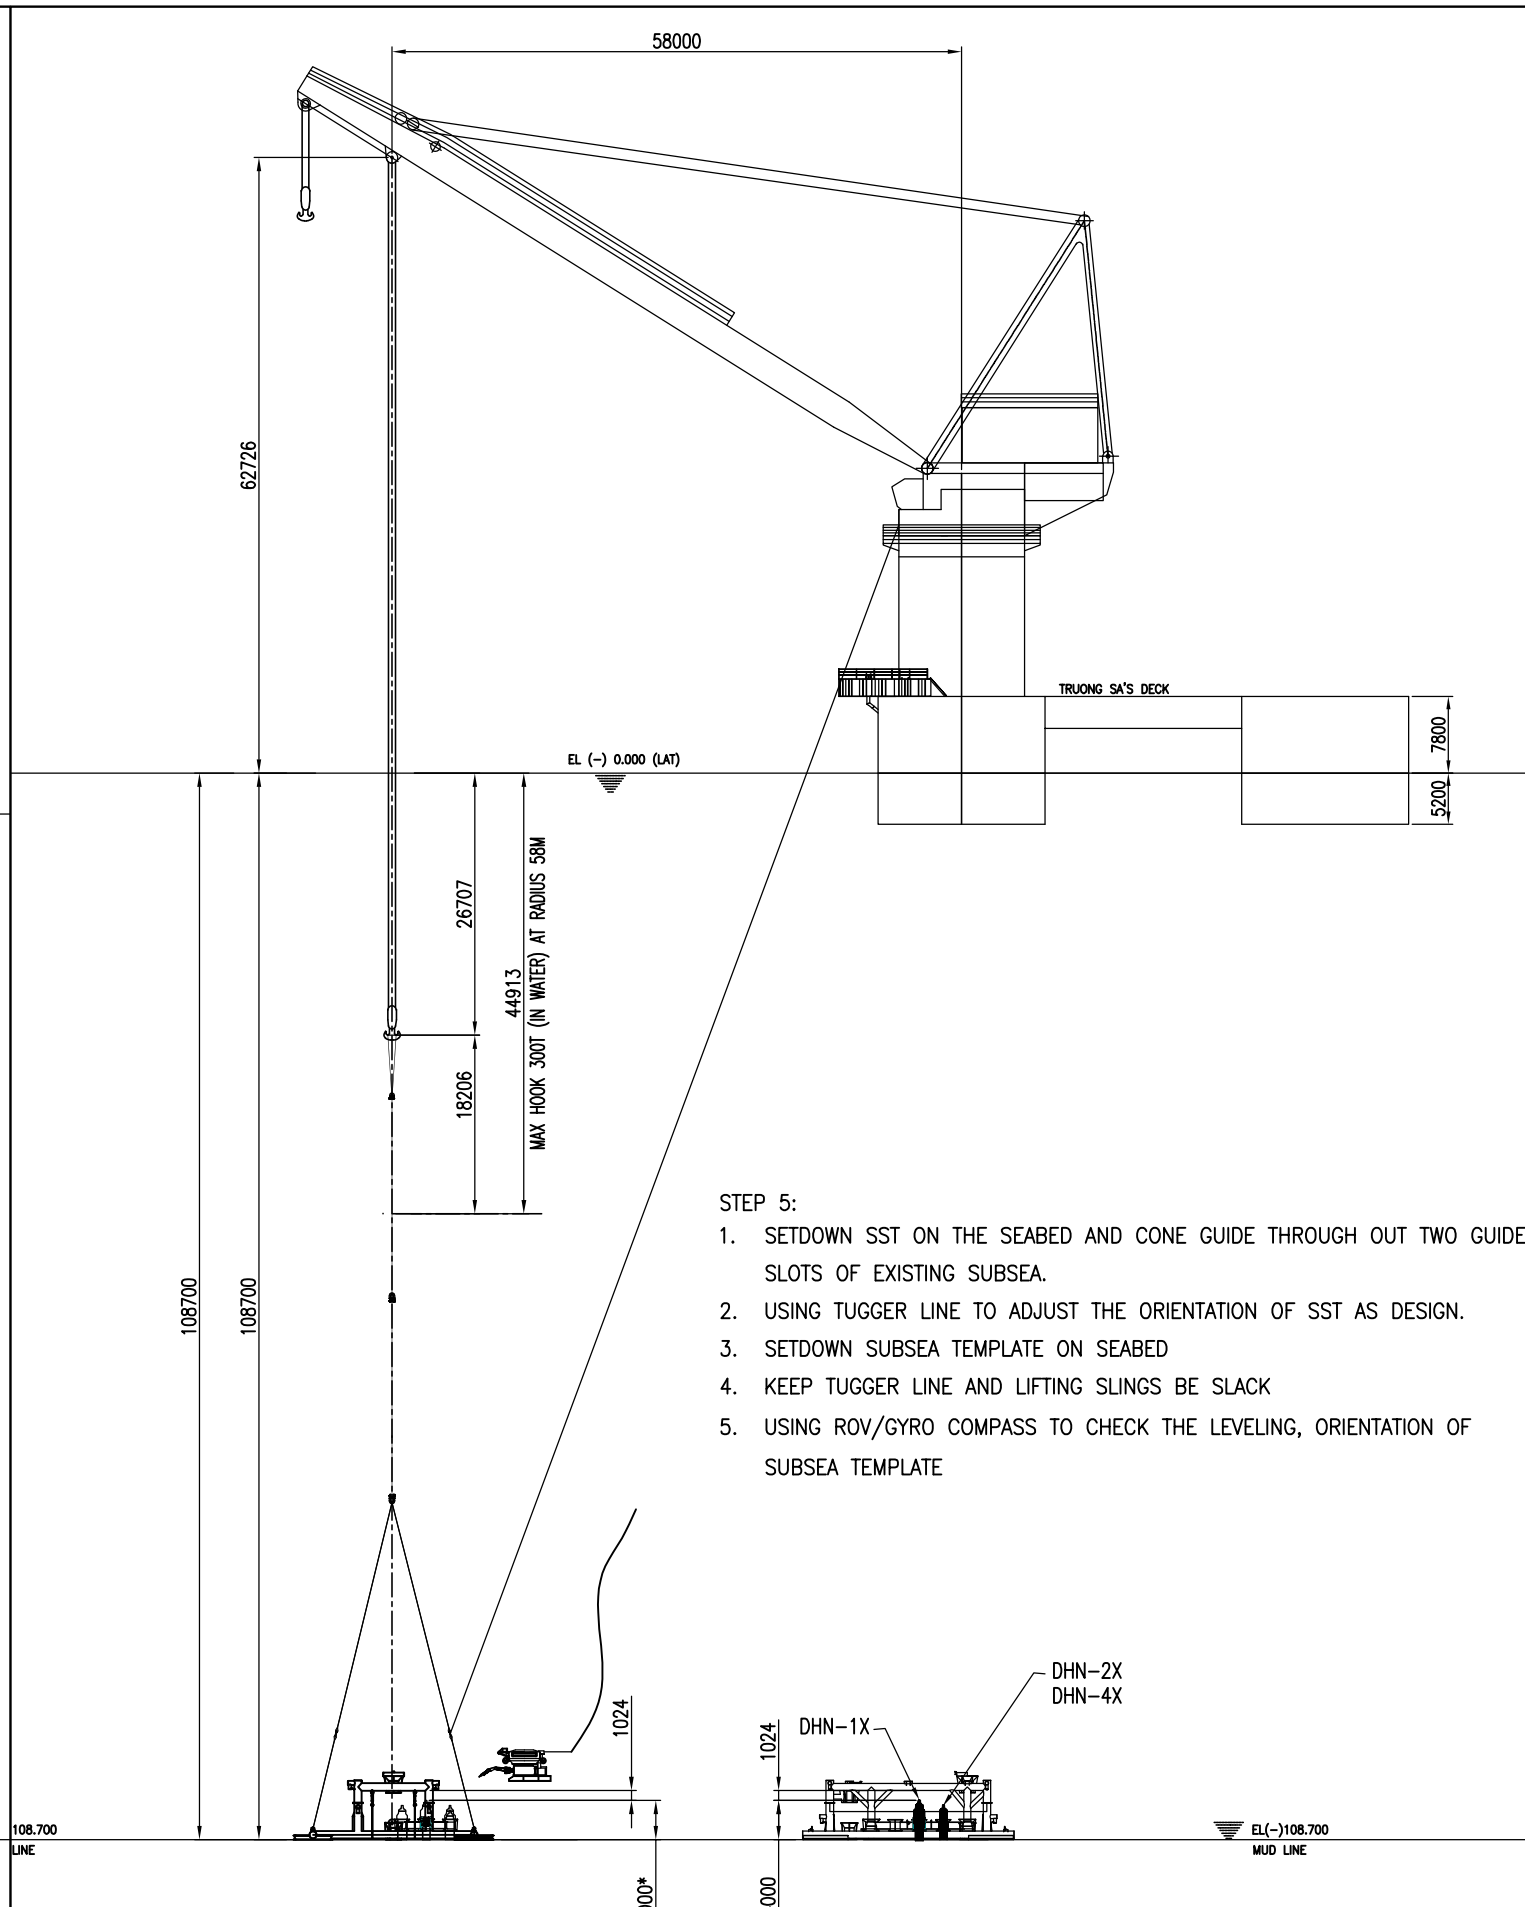 58000
62726
TRUONG SA'S DECK
7800
EL (-) 0.000 (LAT)
5200
26707
44913
MAX HOOK 300T (IN WATER) AT RADIUS 58M
18206
108700
108700
STEP 5:
1. SETDOWN SST ON THE SEABED AND CONE GUIDE THROUGH OUT TWO GUIDE
SLOTS OF EXISTING SUBSEA.
2. USING TUGGER LINE TO ADJUST THE ORIENTATION OF SST AS DESIGN.
3. SETDOWN SUBSEA TEMPLATE ON SEABED
4. KEEP TUGGER LINE AND LIFTING SLINGS BE SLACK
5. USING ROV/GYRO COMPASS TO CHECK THE LEVELING, ORIENTATION OF
SUBSEA TEMPLATE
DHN-2X
DHN-4X
DHN-1X
1024
1024
108.700
LINE
EL(-)108.700
MUD LINE
000*
000